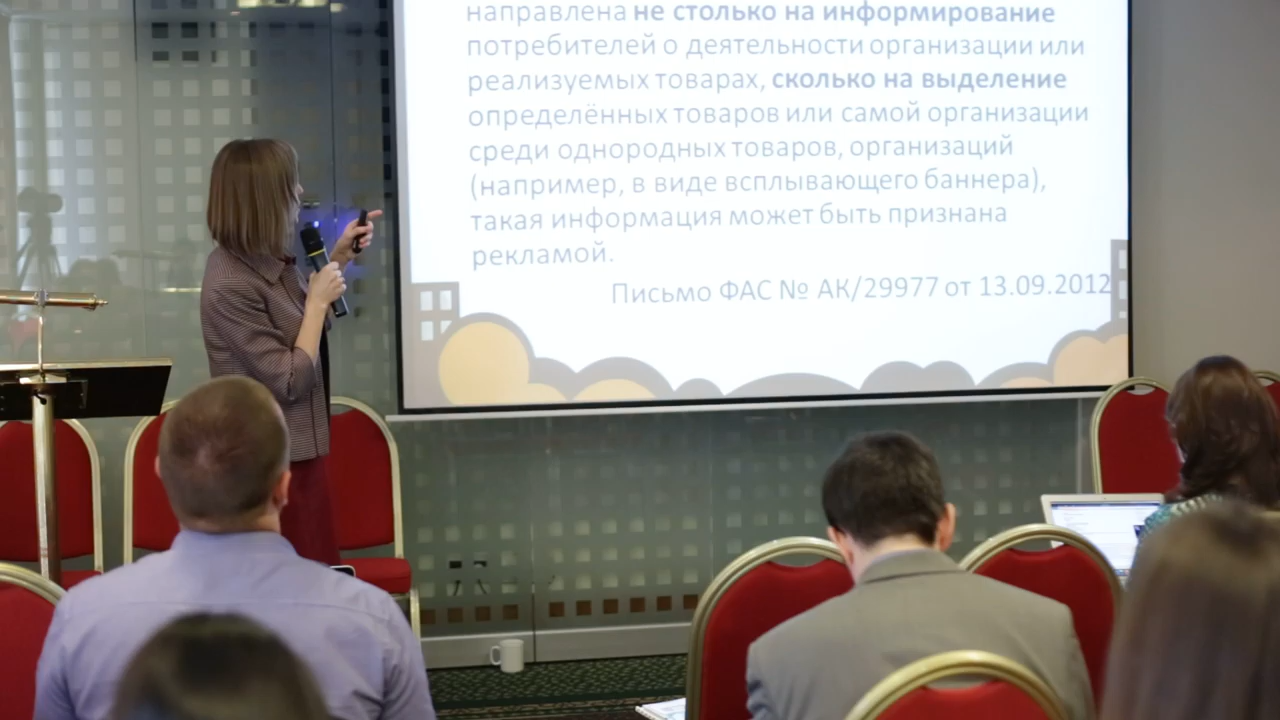 направлена не столько на информирование
потребителей о деятельности организации или
реализуемых товарах, сколько на выделение
определённых товаров или самой организации
среди однородных товаров, организаций
(например, в виде всплывающего баннера),
такая информация может быть признана
рекламой.
Письмо ФАС № АК/29977 от 13.09.2012